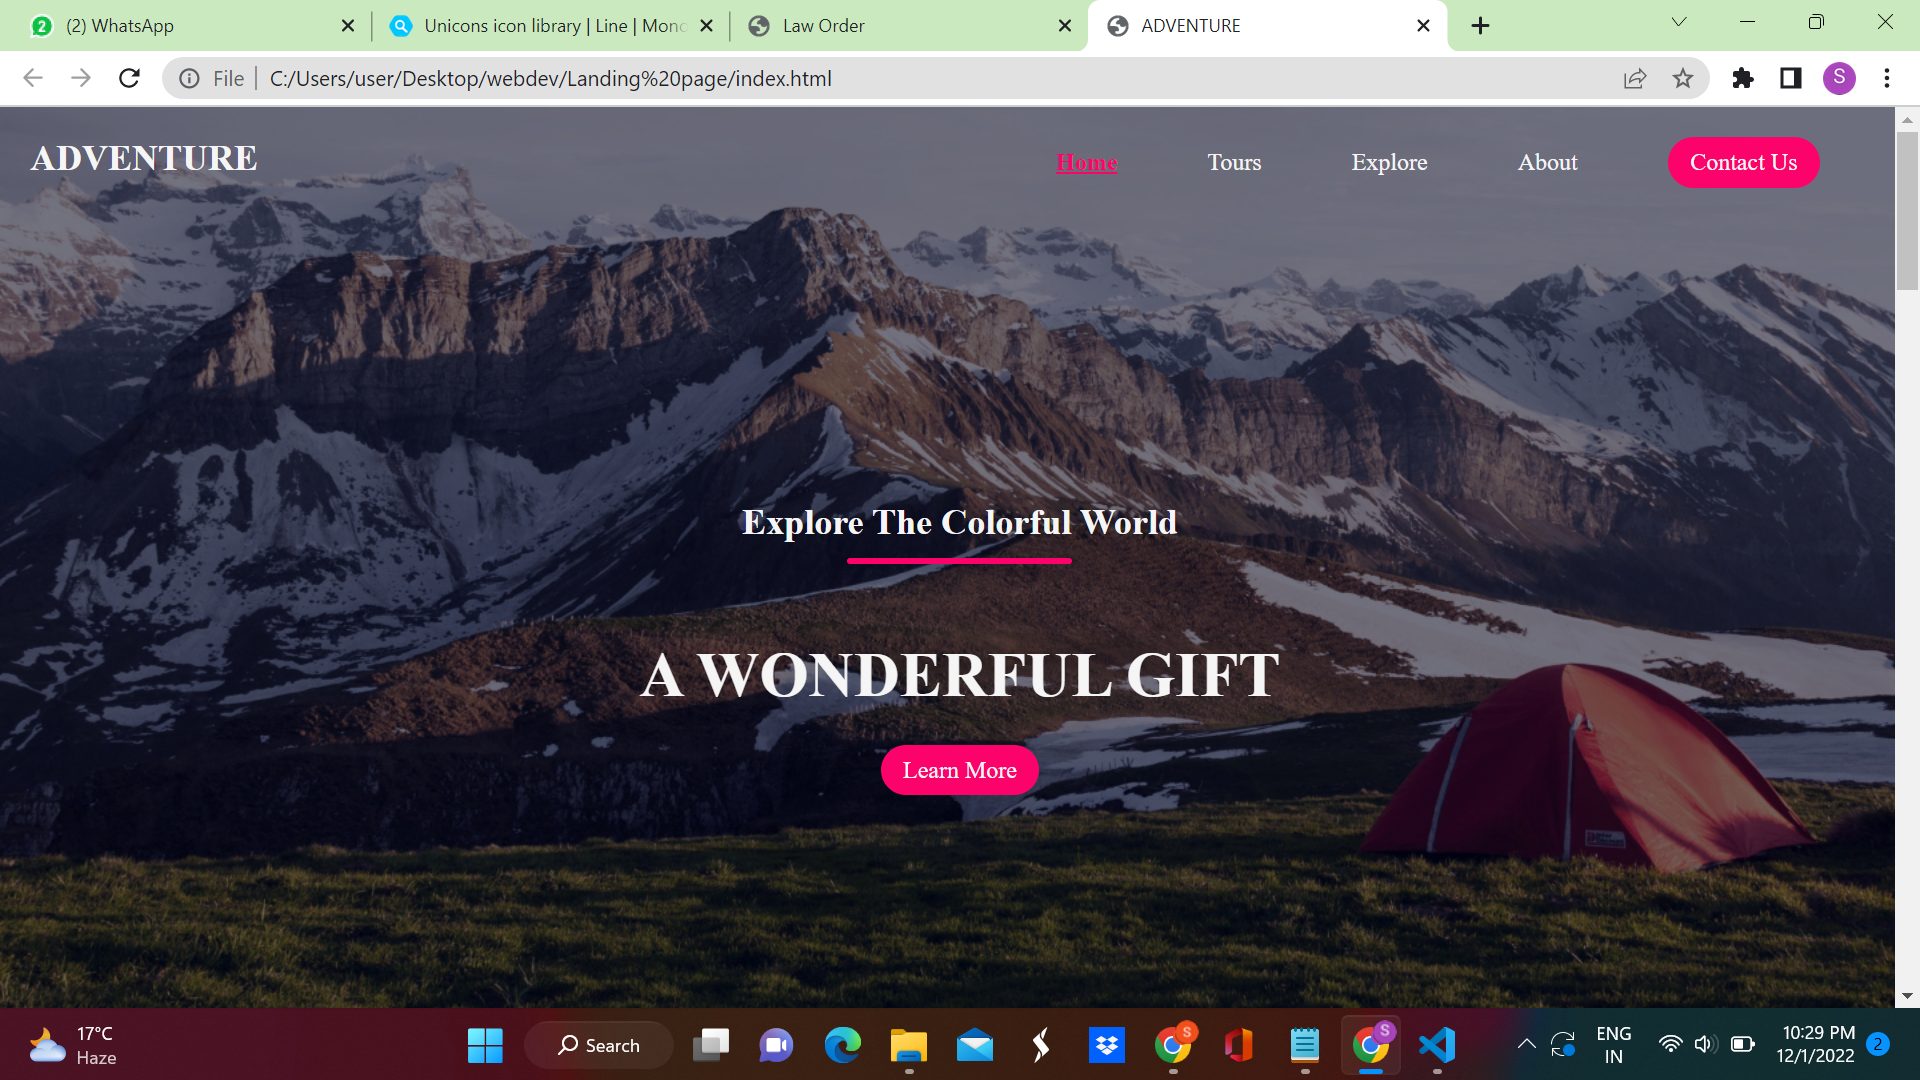 (2) WhatsApp
Unicons icon library | Line | Mono
Law Order
ADVENTURE
File
C:/Users/user/Desktop/webdev/Landing%20page/index.html
S
ADVENTURE
Home
Tours
Explore
About
Contact Us
Explore The Colorful World
A WONDERFUL GIFT
Learn More
17°C
Haze
Search
S
S
ENG
IN
10:29 PM
12/1/2022
2